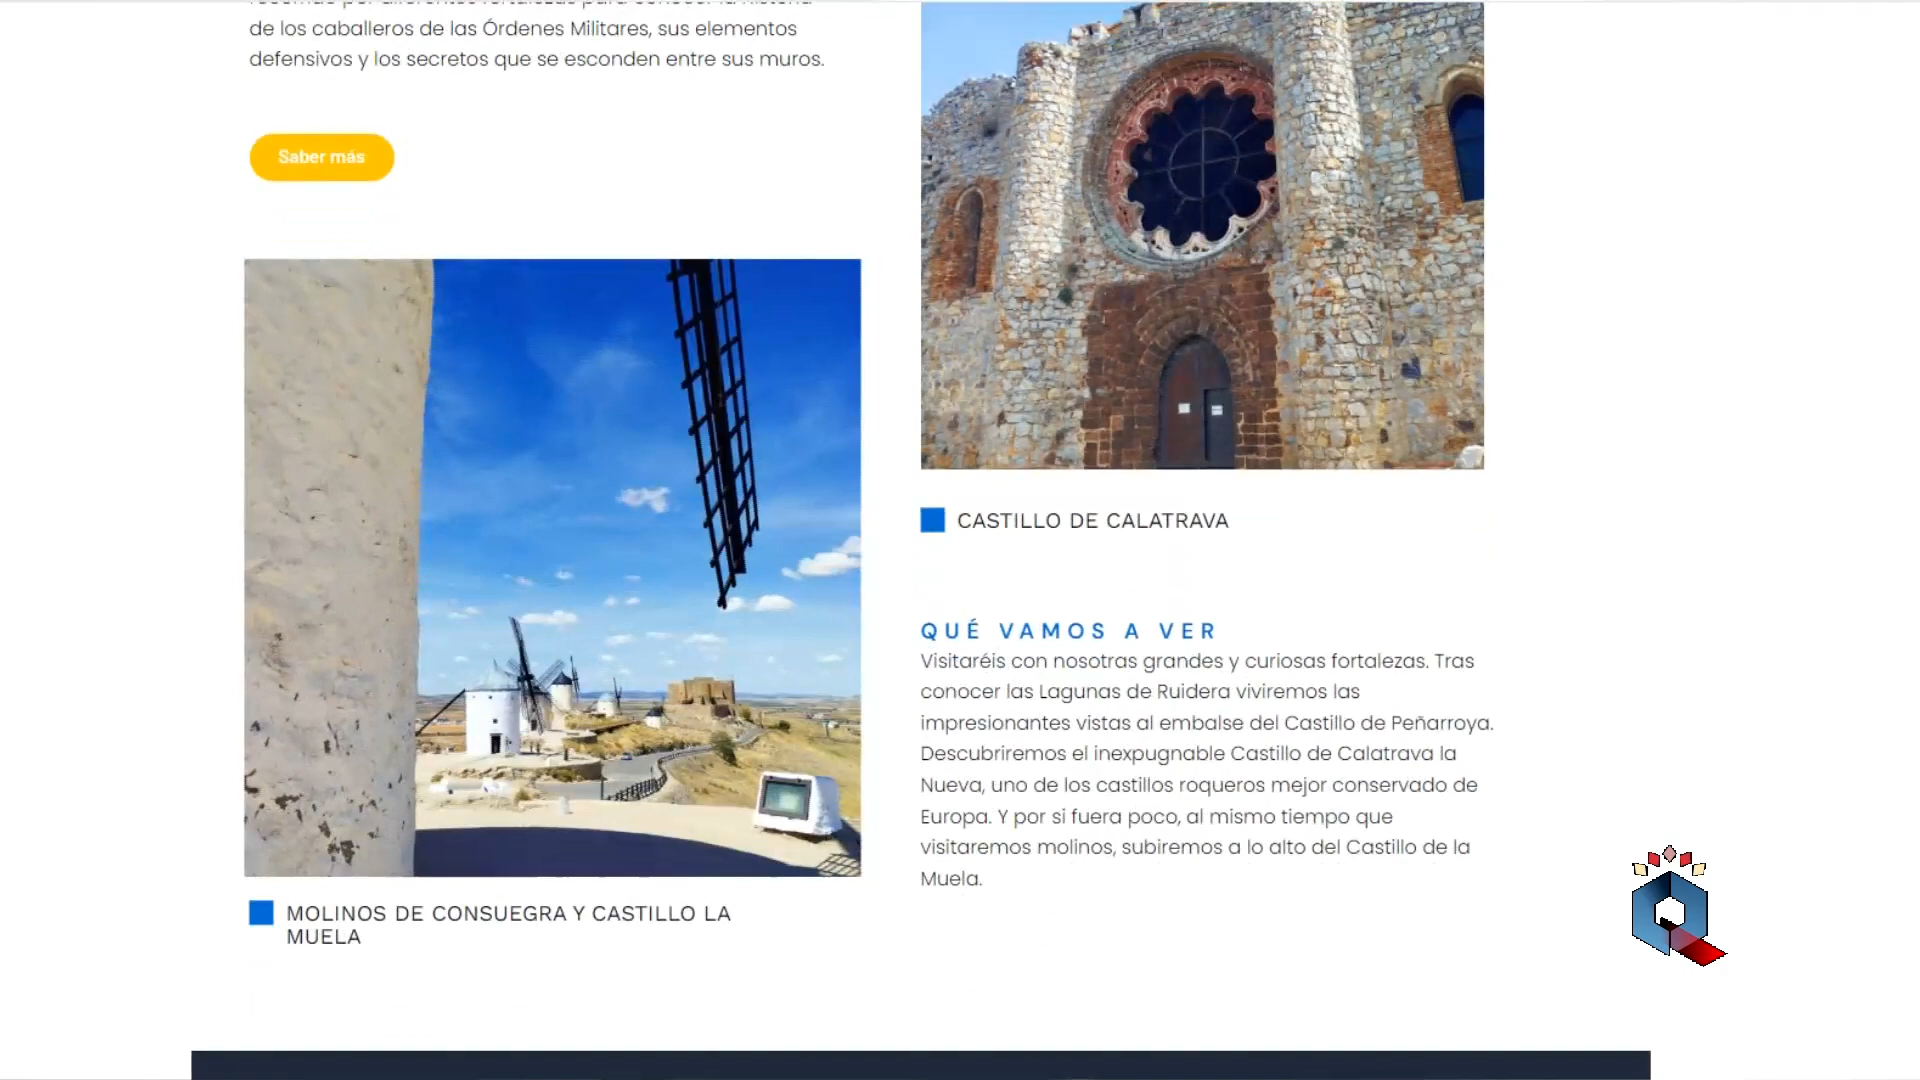 de los caballeros de las Órdenes Militares, sus elementos
defensivos y los secretos que se esconden entre sus muros.
Saber más
MOLINOS DE CONSUEGRA Y CASTILLO LA
MUELA
CASTILLO DE CALATRAVA
QUÉ VAMOS A VER
Visitaréis con nosotras grandes y curiosas fortalezas. Tras
conocer las Lagunas de Ruidera viviremos las
impresionantes vistas al embalse del Castillo de Peñarroya.
Descubriremos el inexpugnable Castillo de Calatrava la
Nueva, uno de los castillos roqueros mejor conservado de
Europa. Y por si fuera poco, al mismo tiempo que
visitaremos molinos, subiremos a lo alto del Castillo de la
Muela.